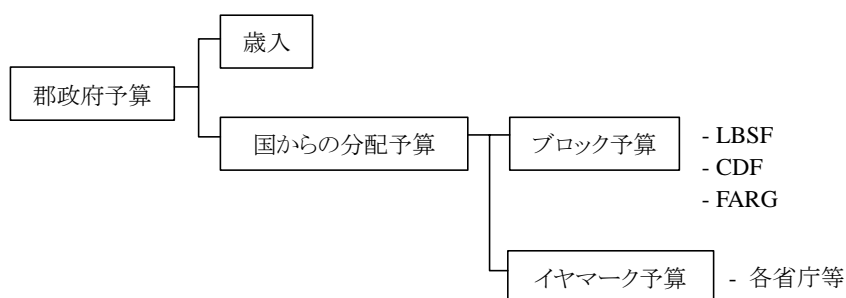 歳入
郡政府予算
国からの分配予算
ブロック予算
- LBSF
- CDF
- FARG
イヤマーク予算
- 各省庁等